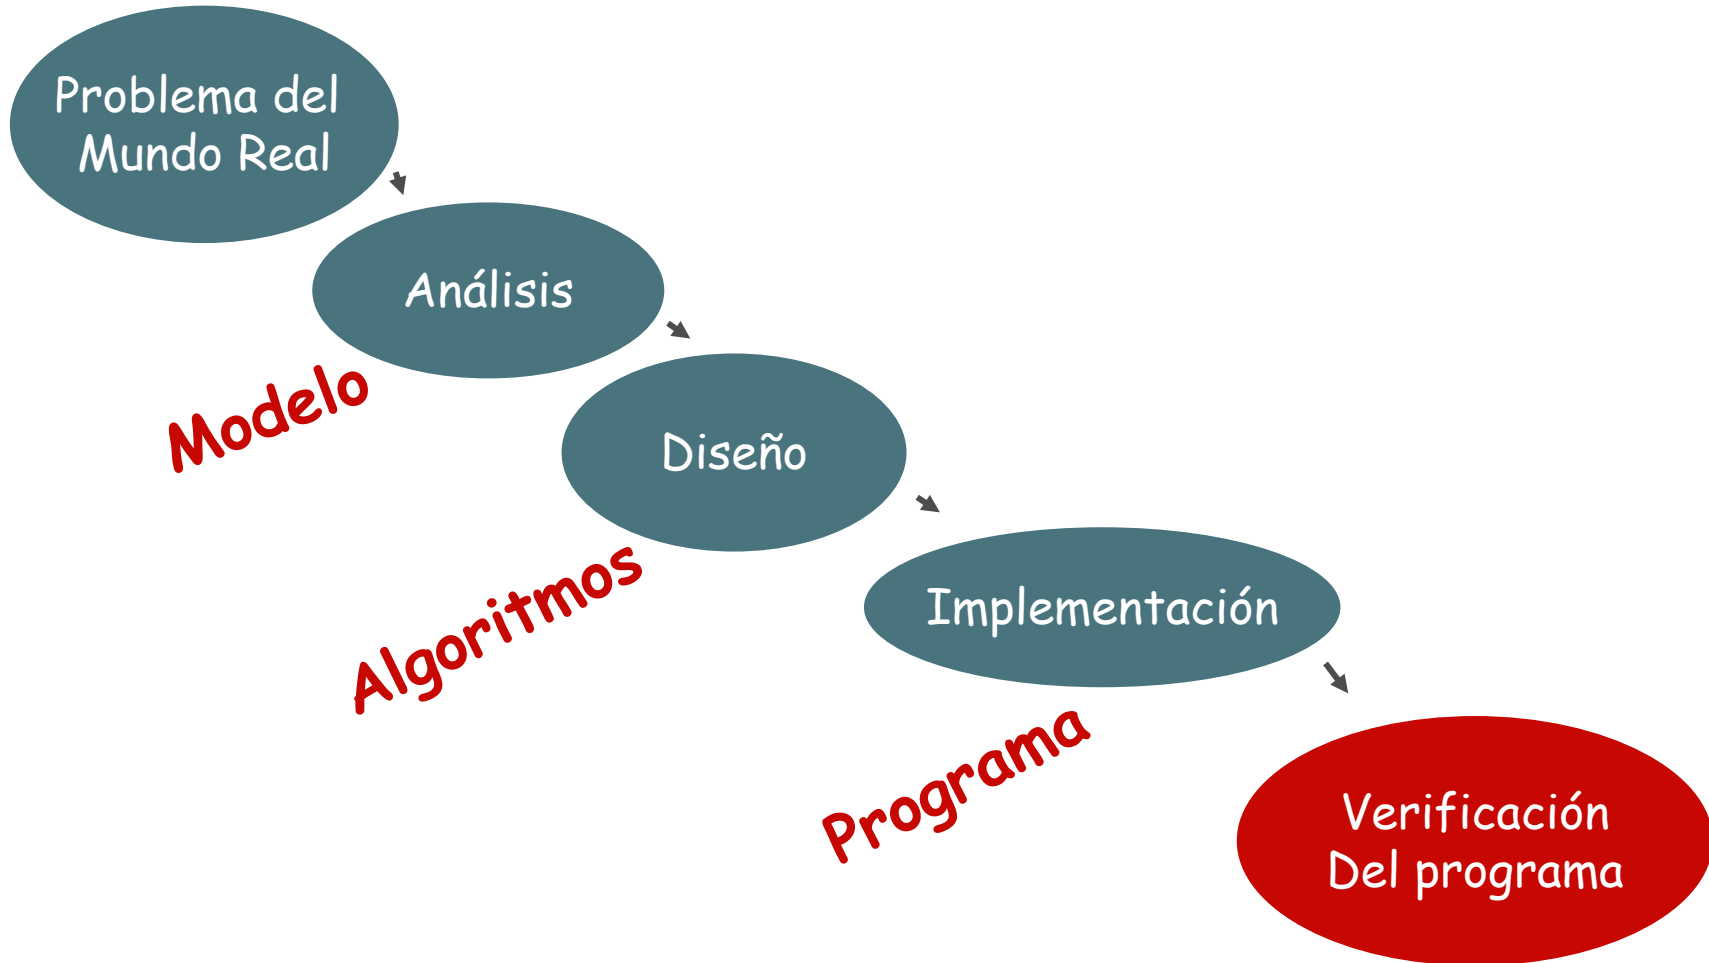 Problema del
Mundo Real
Análisis
Modelo
Diseño
Algoritmos
Implementación
Programa
Verificación
Del programa